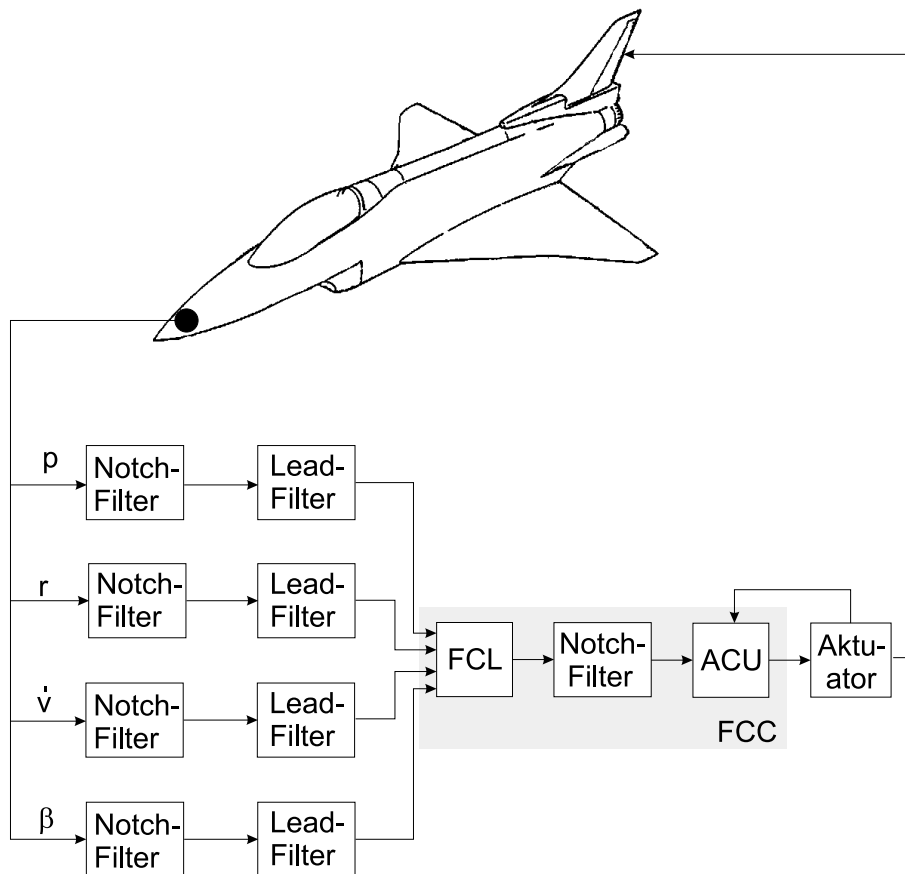 p
Notch-
Filter
Lead-
Filter
r
Notch-
Filter
Lead-
Filter
FCL
Notch-
Filter
ACU
Aktu-
ator
FCC
v̇
Notch-
Filter
Lead-
Filter
β
Notch-
Filter
Lead-
Filter